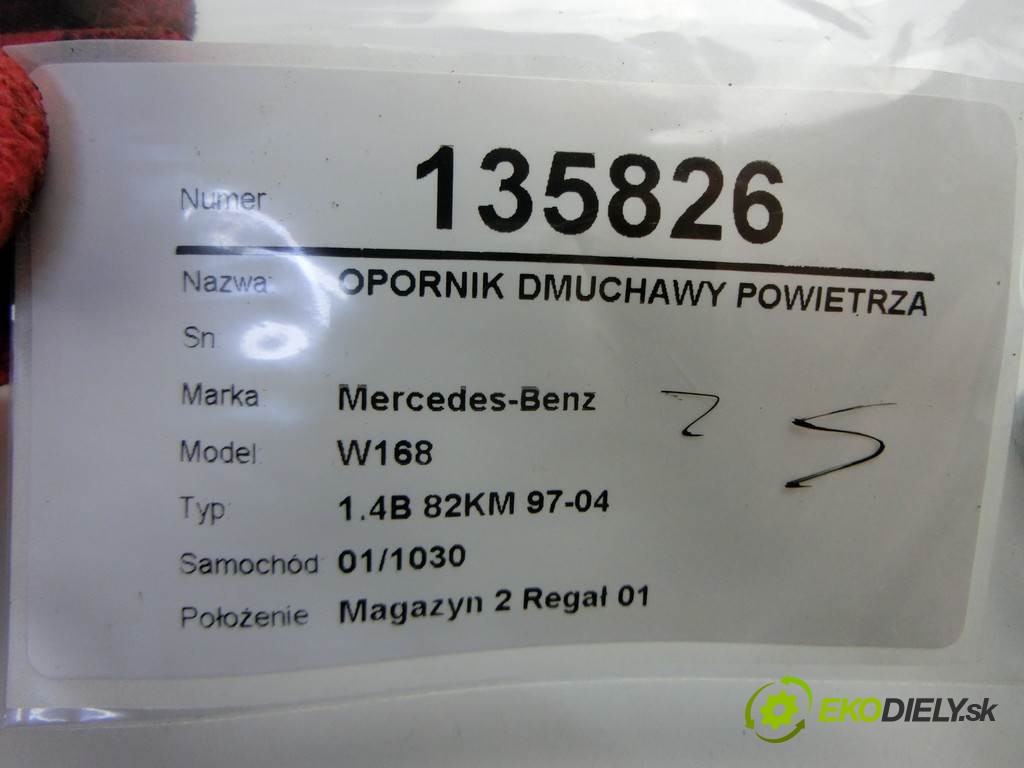 Numer 135826
Nazwa OPORNIK DMUCHAWY POWIETRZA
Sn
Marka Mercedes-Benz
Model W168
Typ 1.4B 82KM 97-04
Samochód 01/1030
Położenie Magazyn 2 Regał 01
EKODIELY.sk